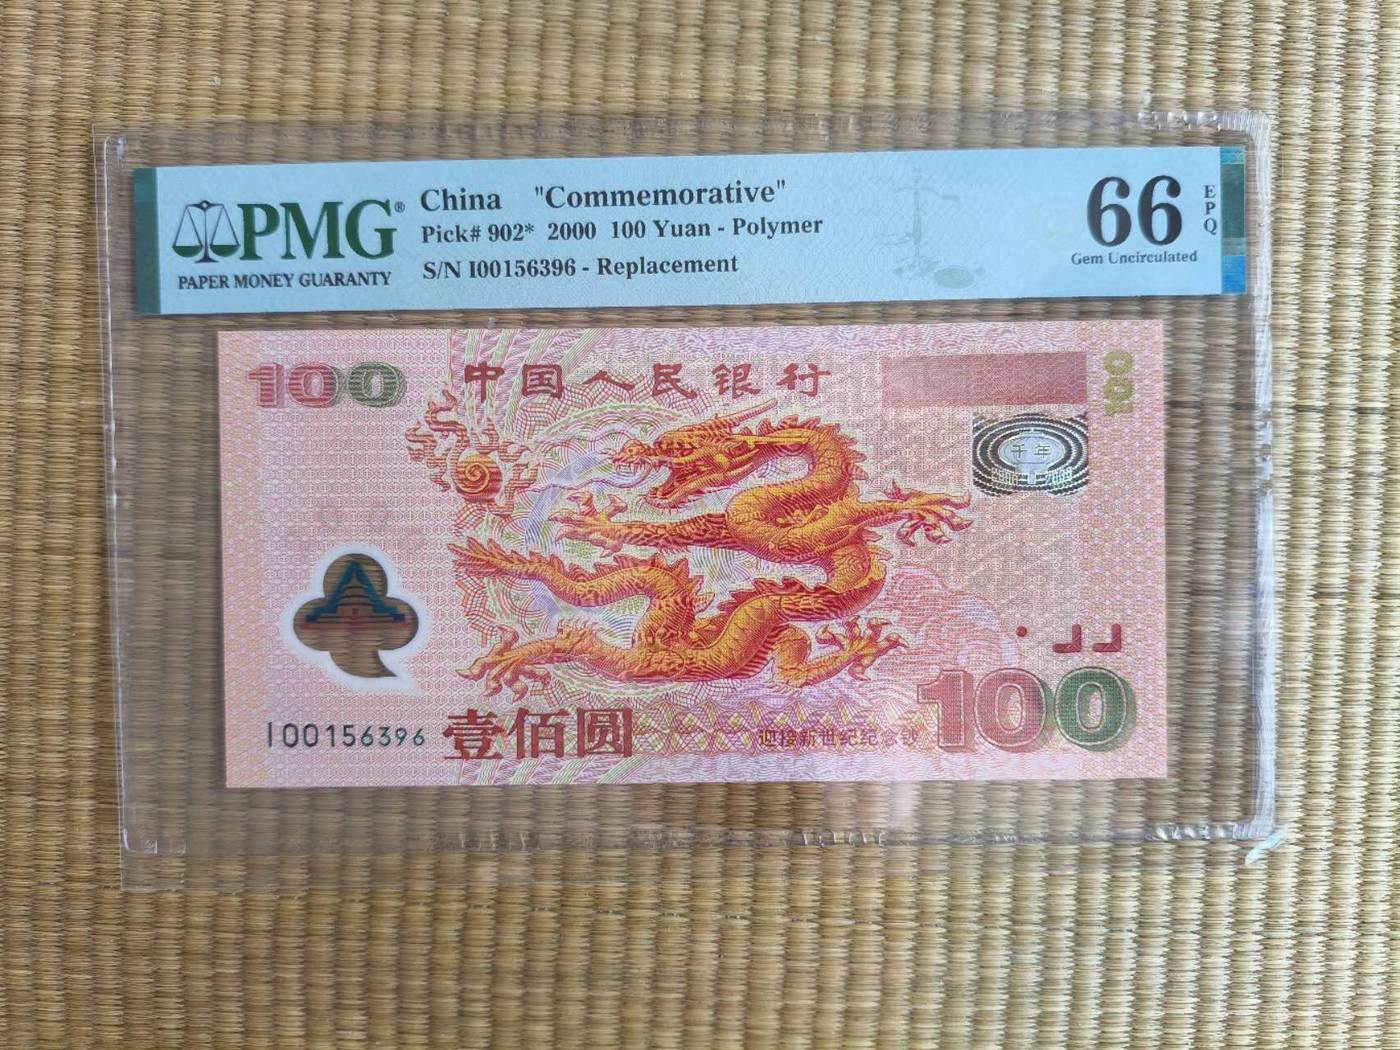 PMG®
PAPER MONEY GUARANTY
China "Commemorative"
Pick# 902* 2000 100 Yuan - Polymer
S/N I00156396 - Replacement
66
EPQ
Gem Uncirculated
100
中国人民银行
100
千年
2000
I00156396
壹佰圆
迎接新世纪纪念钞
100